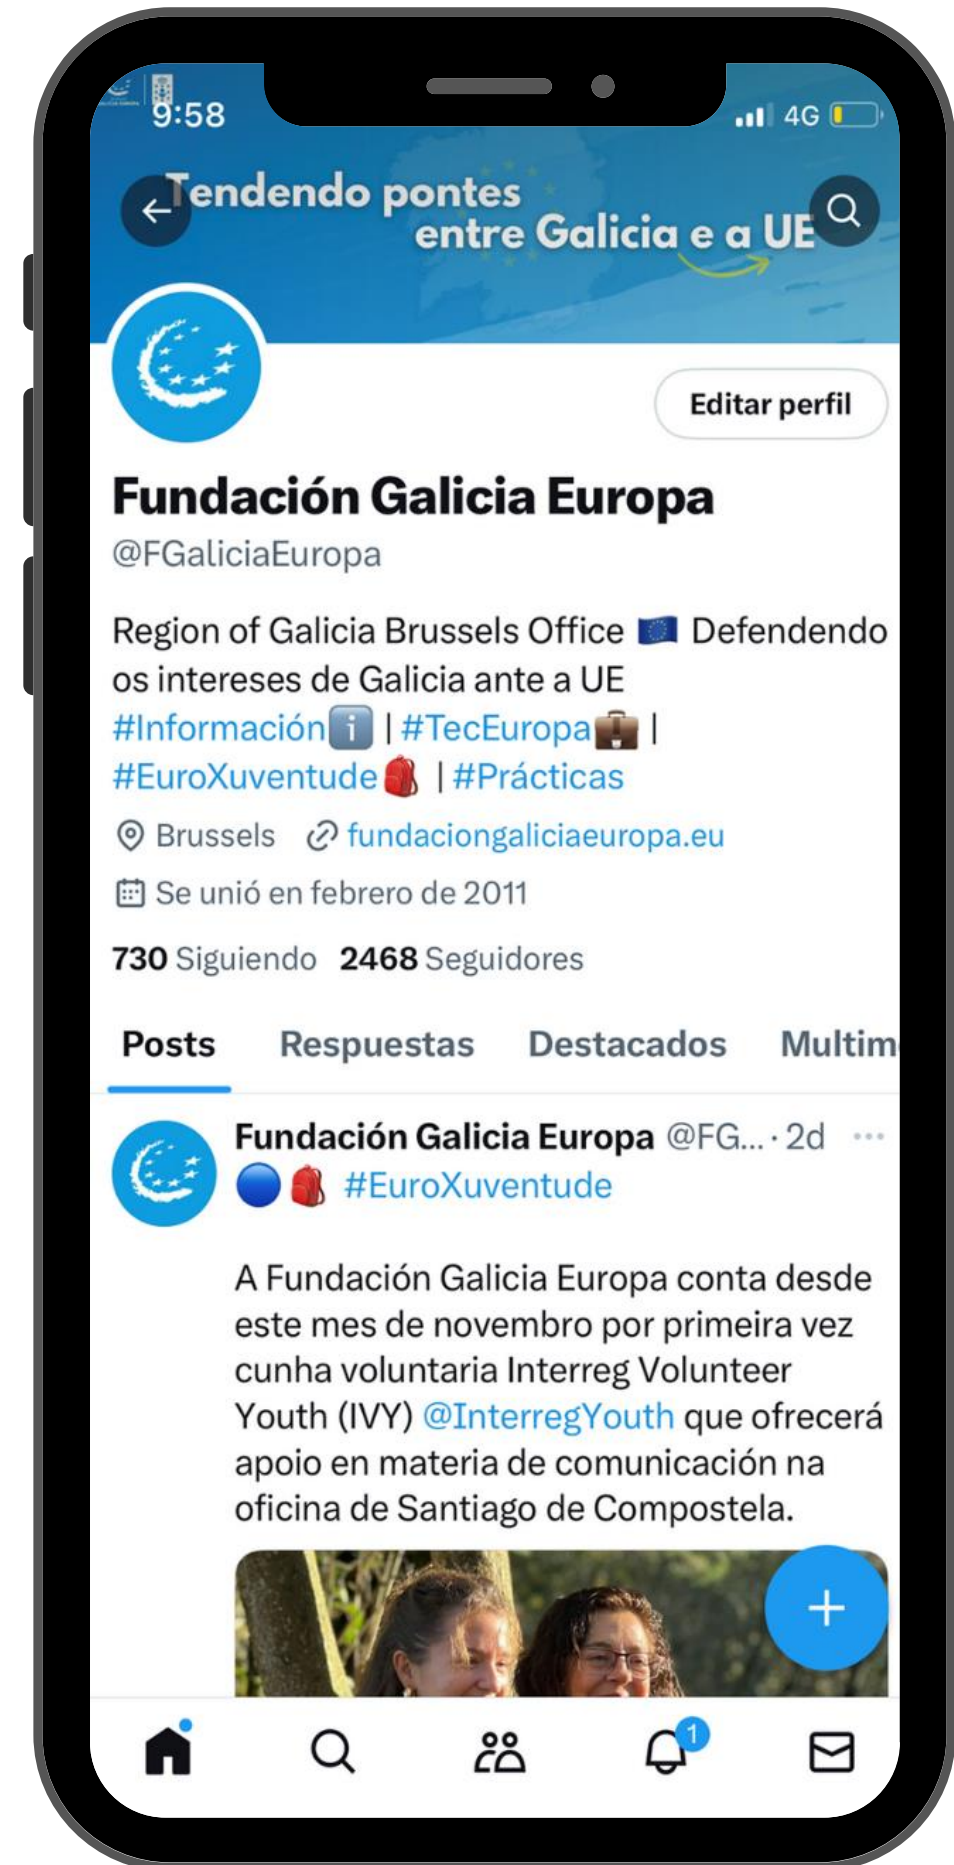 9:58
4G
Tendendo pontes
entre Galicia e a UE
Editar perfil
Fundación Galicia Europa
@FGaliciaEuropa
Region of Galicia Brussels Office 🇪🇺 Defendendo
os intereses de Galicia ante a UE
#Informaciónℹ️ | #TecEuropa💼 |
#EuroXuventude🎒 | #Prácticas
Brussels fundaciongaliciaeuropa.eu
Se unió en febrero de 2011
730 Siguiendo 2468 Seguidores
Posts Respuestas Destacados Multim
Fundación Galicia Europa @FG... · 2d
🔵🎒 #EuroXuventude
A Fundación Galicia Europa conta desde
este mes de novembro por primeira vez
cunha voluntaria Interreg Volunteer
Youth (IVY) @InterregYouth que ofrecerá
apoio en materia de comunicación na
oficina de Santiago de Compostela.
1